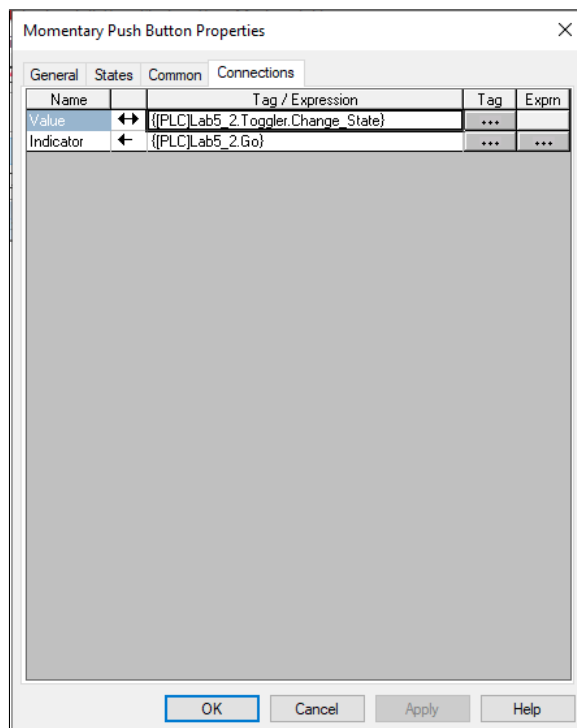 Momentary Push Button Properties
General States Common Connections
Name Tag / Expression Tag Exprn
Value {[PLC]Lab5_2.Toggler.Change_State} ...
Indicator {[PLC]Lab5_2.Go} ... ...
OK Cancel Apply Help